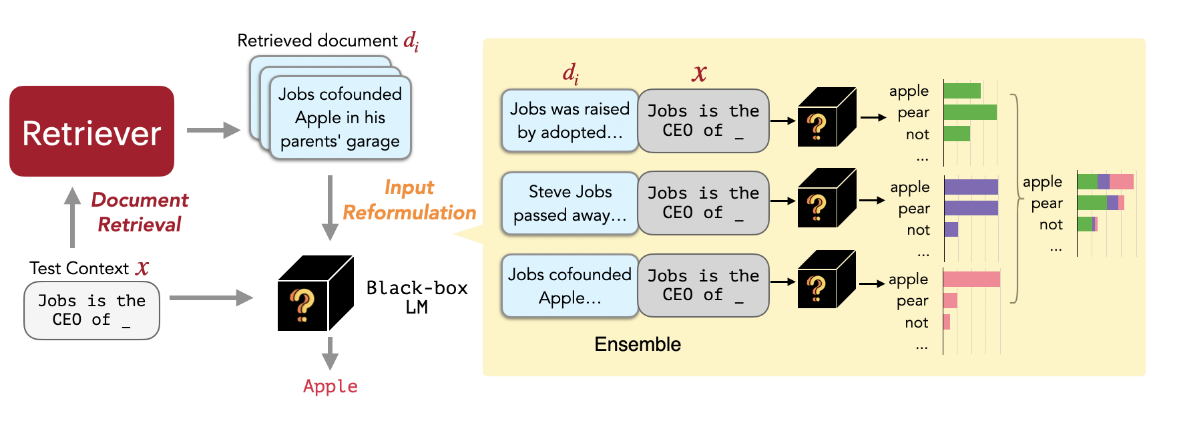 Retrieved document di
Jobs cofounded
Apple in his
parents' garage
Retriever
Document
Retrieval
Input
Reformulation
Test Context x
Jobs is the
CEO of _
?
Black-box
LM
Apple
di
x
Jobs was raised
by adopted...
Jobs is the
CEO of _
?
apple
pear
not
...
Steve Jobs
passed away...
Jobs is the
CEO of _
?
apple
pear
not
...
Jobs cofounded
Apple...
Jobs is the
CEO of _
?
apple
pear
not
...
apple
pear
not
...
Ensemble